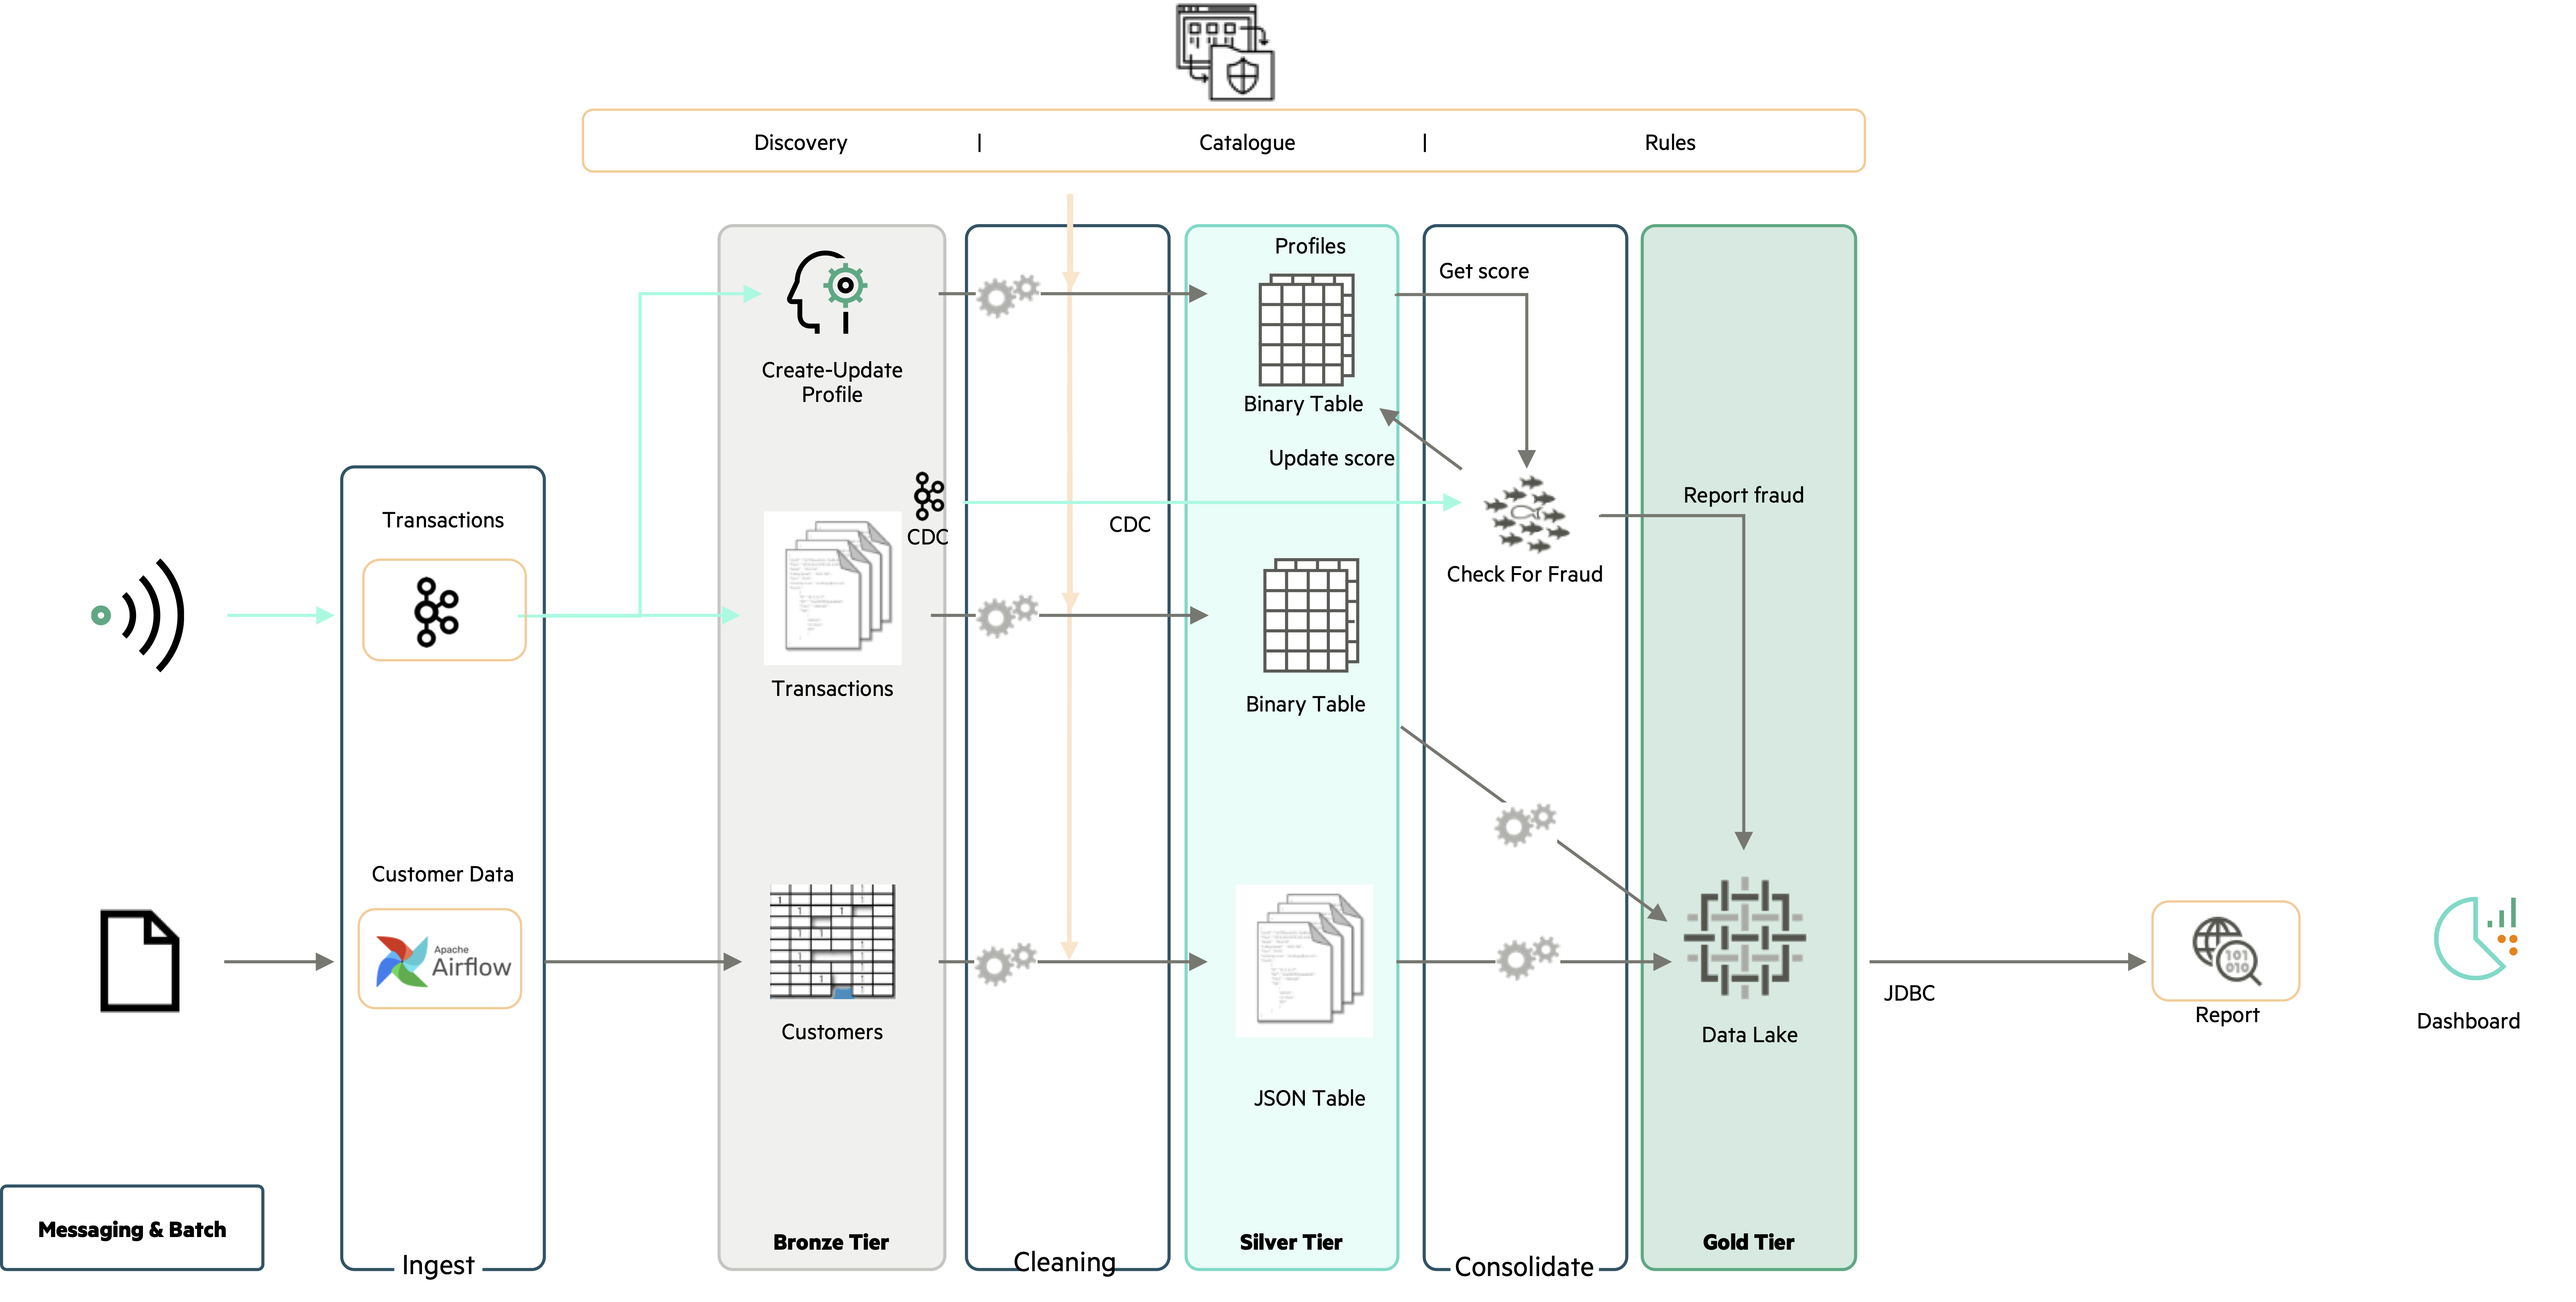 Discovery | Catalogue | Rules
Profiles
Get score
Create-Update
Profile
Binary Table
Update score
Transactions
CDC
CDC
Report fraud
Check For Fraud
Transactions
Binary Table
Customer Data
Apache
Airflow
101
010
JDBC
Report
Dashboard
Customers
Data Lake
JSON Table
Messaging & Batch
Ingest
Bronze Tier
Cleaning
Silver Tier
Consolidate
Gold Tier